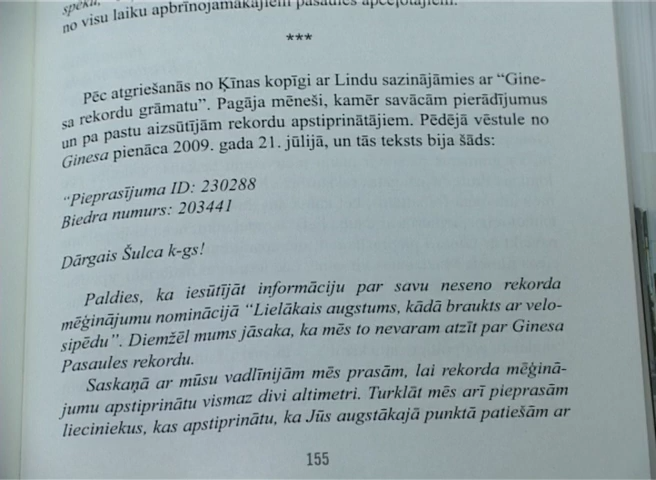 spēku,
no visu laiku apbrīnojamākajiem pasaules apceļotājiem.
***
Pēc atgriešanās no Ķīnas kopīgi ar Lindu sazinājāmies ar “Gine-
sa rekordu grāmatu”. Pagāja mēneši, kamēr savācām pierādījumus
un pa pastu aizsūtījām rekordu apstiprinātājiem. Pēdējā vēstule no
Ginesa pienāca 2009. gada 21. jūlijā, un tās teksts bija šāds:
“Pieprasījuma ID: 230288
Biedra numurs: 203441
Dārgais Šulca k-gs!
Paldies, ka iesūtījāt informāciju par savu neseno rekorda
mēģinājumu nominācijā “Lielākais augstums, kādā braukts ar velo-
sipēdu”. Diemžēl mums jāsaka, ka mēs to nevaram atzīt par Ginesa
Pasaules rekordu.
Saskaņā ar mūsu vadlīnijām mēs prasām, lai rekorda mēģinā-
jumu apstiprinātu vismaz divi altimetri. Turklāt mēs arī pieprasām
lieciniekus, kas apstiprinātu, ka Jūs augstākajā punktā patiešām ar
155